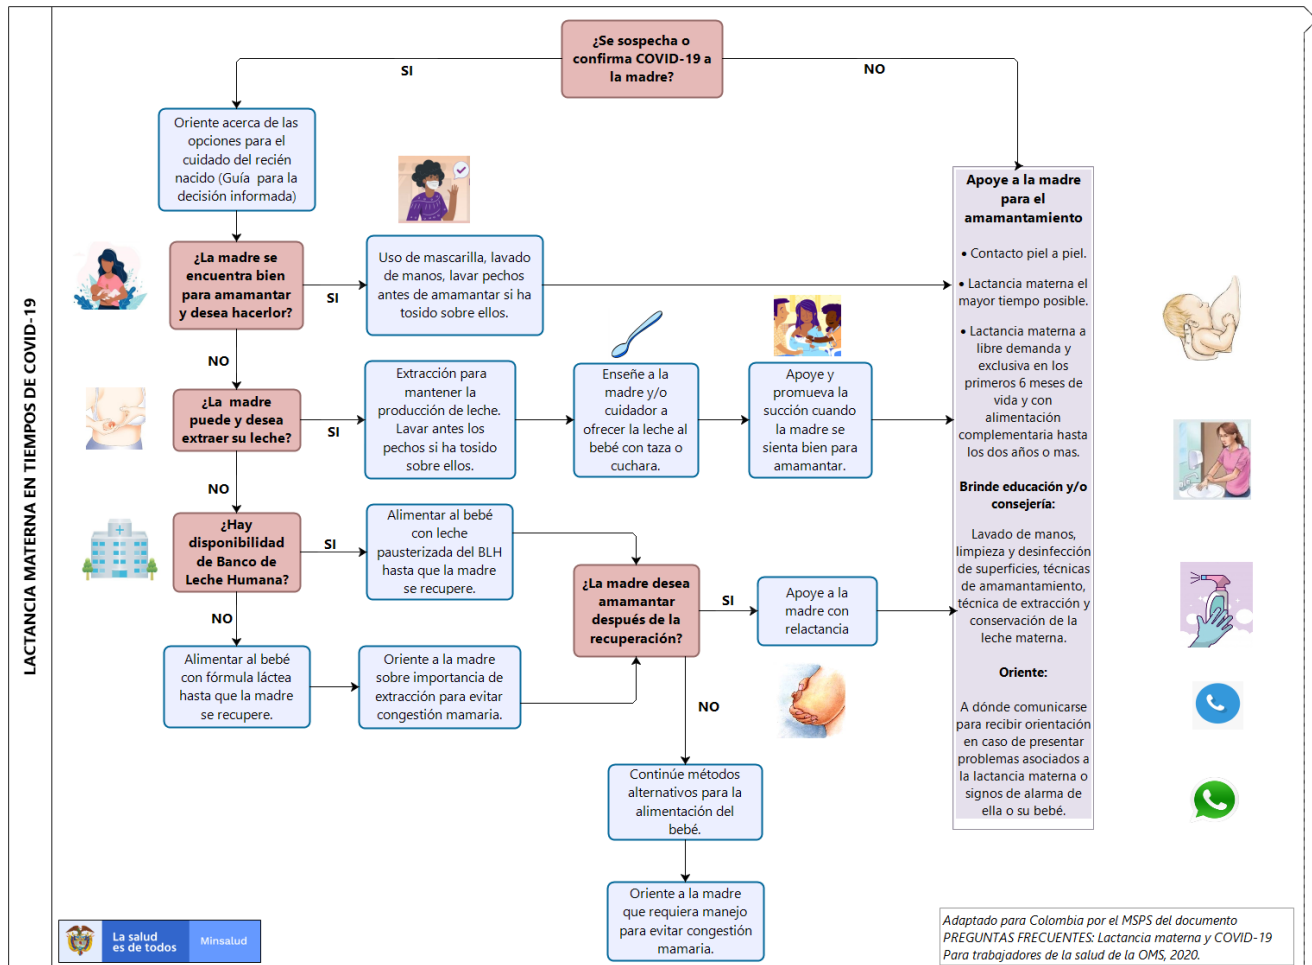 LACTANCIA MATERNA EN TIEMPOS DE COVID-19
¿Se sospecha o
confirma COVID-19 a
la madre?
SI
NO
Oriente acerca de las
opciones para el
cuidado del recién
nacido (Guía para la
decisión informada)
¿La madre se
encuentra bien
para amamantar
y desea hacerlor?
SI
Uso de mascarilla, lavado
de manos, lavar pechos
antes de amamantar si ha
tosido sobre ellos.
NO
¿La madre
puede y desea
extraer su leche?
SI
Extracción para
mantener la
producción de leche.
Lavar antes los
pechos si ha tosido
sobre ellos.
Enseñe a la
madre y/o
cuidador a
ofrecer la leche al
bebé con taza o
cuchara.
Apoye y
promueva la
succión cuando
la madre se
sienta bien para
amamantar.
NO
¿Hay
disponibilidad
de Banco de
Leche Humana?
SI
Alimentar al bebé
con leche
pausterizada del BLH
hasta que la madre
se recupere.
NO
Alimentar al bebé
con fórmula láctea
hasta que la madre
se recupere.
Oriente a la madre
sobre importancia de
extracción para evitar
congestión mamaria.
¿La madre desea
amamantar
después de la
recuperación?
SI
Apoye a la
madre con
relactancia
NO
Continúe métodos
alternativos para la
alimentación del
bebé.
Oriente a la madre
que requiera manejo
para evitar congestión
mamaria.
Apoye a la madre
para el
amamantamiento
• Contacto piel a piel.
• Lactancia materna el
mayor tiempo posible.
• Lactancia materna a
libre demanda y
exclusiva en los
primeros 6 meses de
vida y con
alimentación
complementaria hasta
los dos años o mas.
Brinde educación y/o
consejería:
Lavado de manos,
limpieza y desinfección
de superficies, técnicas
de amamantamiento,
técnica de extracción y
conservación de la
leche materna.
Oriente:
A dónde comunicarse
para recibir orientación
en caso de presentar
problemas asociados a
la lactancia materna o
signos de alarma de
ella o su bebé.
La salud
es de todos
Minsalud
Adaptado para Colombia por el MSPS del documento
PREGUNTAS FRECUENTES: Lactancia materna y COVID-19
Para trabajadores de la salud de la OMS, 2020.